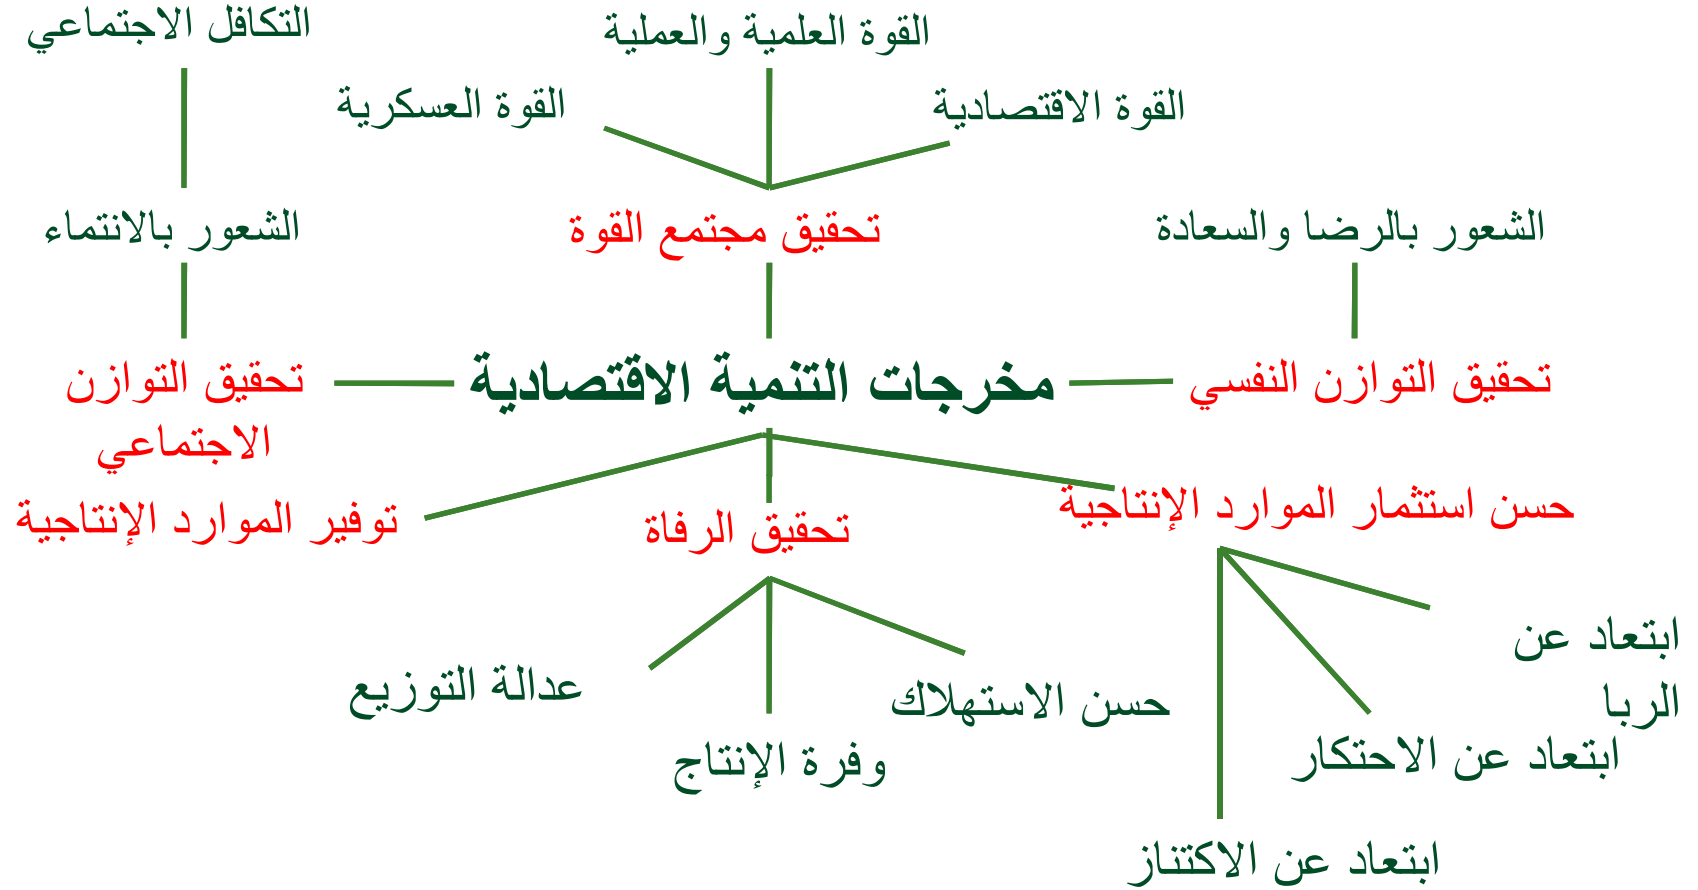 التكافل الاجتماعي
القوة العلمية والعملية
القوة العسكرية
القوة الاقتصادية
الشعور بالانتماء
تحقيق مجتمع القوة
الشعور بالرضا والسعادة
تحقيق التوازن
الاجتماعي
مخرجات التنمية الاقتصادية
تحقيق التوازن النفسي
توفير الموارد الإنتاجية
تحقيق الرفاة
حسن استثمار الموارد الإنتاجية
عدالة التوزيع
وفرة الإنتاج
حسن الاستهلاك
ابتعاد عن
الربا
ابتعاد عن الاحتكار
ابتعاد عن الاكتناز